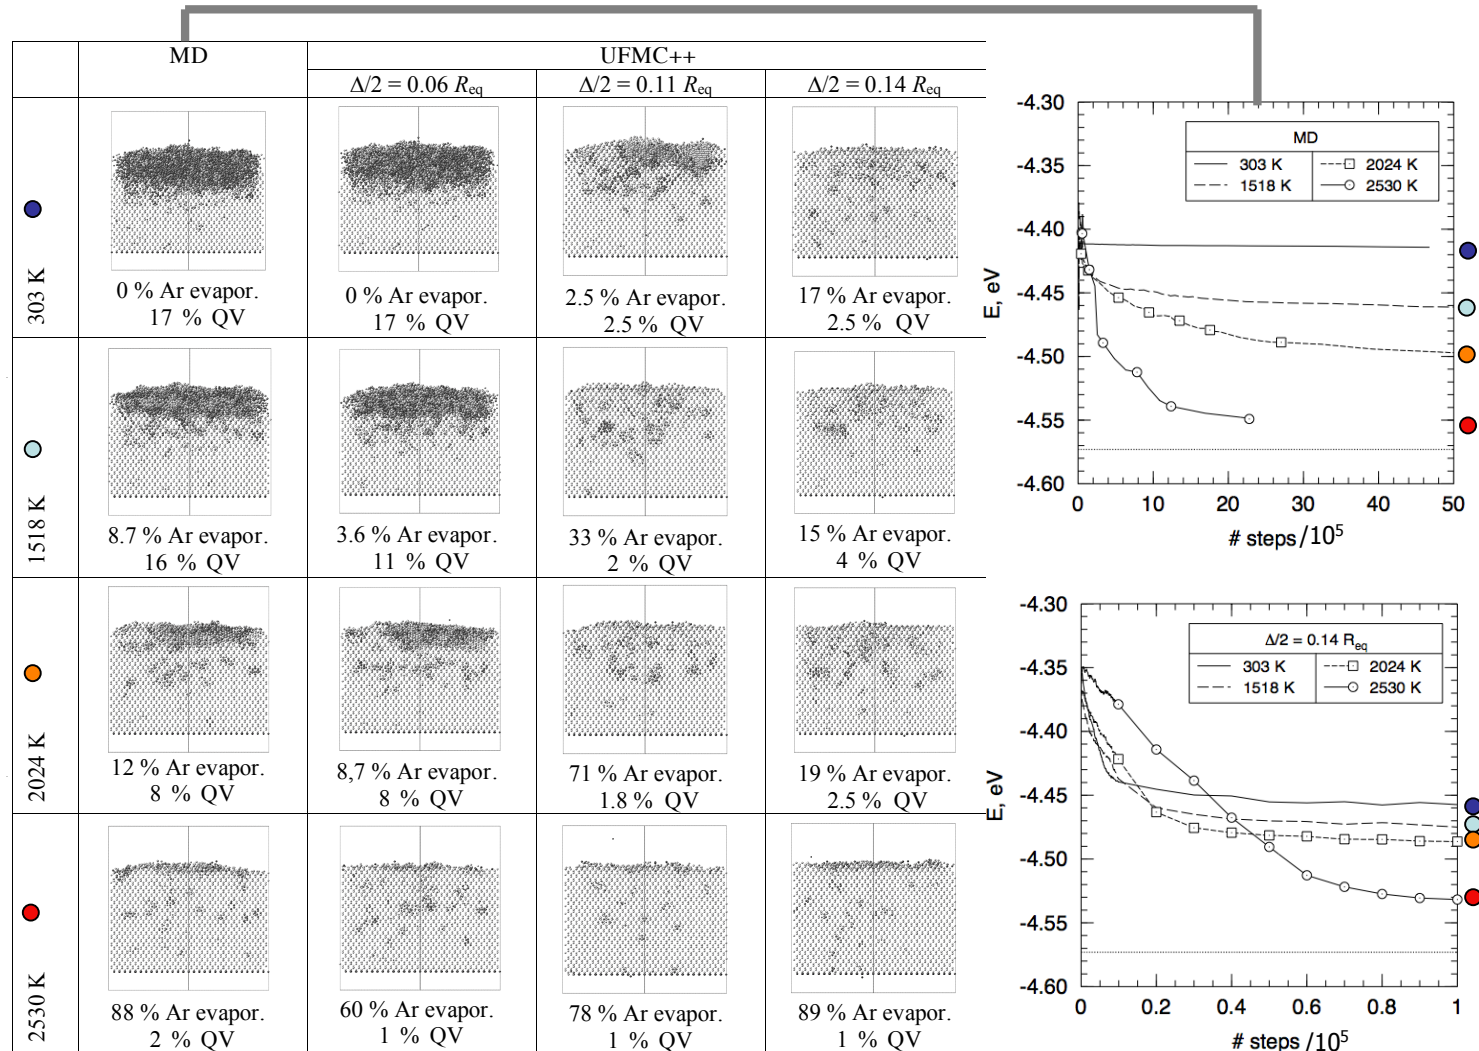 MD
UFMC++
Δ/2 = 0.06 Req
Δ/2 = 0.11 Req
Δ/2 = 0.14 Req
303 K
0 % Ar evapor.
17 % QV
0 % Ar evapor.
17 % QV
2.5 % Ar evapor.
2.5 % QV
17 % Ar evapor.
2.5 % QV
1518 K
8.7 % Ar evapor.
16 % QV
3.6 % Ar evapor.
11 % QV
33 % Ar evapor.
2 % QV
15 % Ar evapor.
4 % QV
2024 K
12 % Ar evapor.
8 % QV
8,7 % Ar evapor.
8 % QV
71 % Ar evapor.
1.8 % QV
19 % Ar evapor.
2.5 % QV
2530 K
88 % Ar evapor.
2 % QV
60 % Ar evapor.
1 % QV
78 % Ar evapor.
1 % QV
89 % Ar evapor.
1 % QV
-4.30
-4.35
-4.40
-4.45
-4.50
-4.55
-4.60
E, eV
MD
303 K 2024 K
1518 K 2530 K
0 10 20 30 40 50
# steps /10⁵
-4.30
-4.35
-4.40
-4.45
-4.50
-4.55
-4.60
E, eV
Δ/2 = 0.14 Req
303 K 2024 K
1518 K 2530 K
0 0.2 0.4 0.6 0.8 1
# steps /10⁵